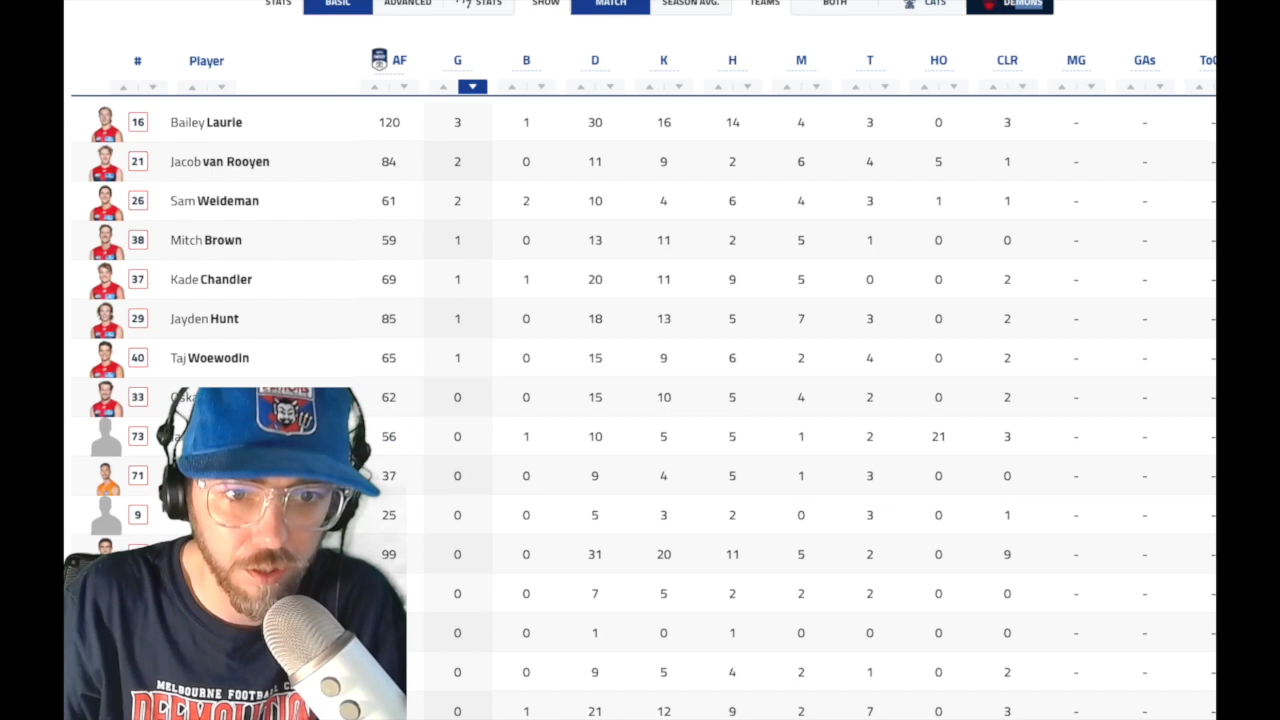 STATS BASIC ADVANCED STATS SHOW MATCH SEASON AVG. TEAMS BOTH CATS DEMONS
# Player AF G B D K H M T HO CLR MG GAs
16 Bailey Laurie 120 3 1 30 16 14 4 3 0 3 - - -
21 Jacob van Rooyen 84 2 0 11 9 2 6 4 5 1 - - -
26 Sam Weideman 61 2 2 10 4 6 4 3 1 1 - - -
38 Mitch Brown 59 1 0 13 11 2 5 1 0 0 - - -
37 Kade Chandler 69 1 1 20 11 9 5 0 0 2 - - -
29 Jayden Hunt 85 1 0 18 13 5 7 3 0 2 - - -
40 Taj Woewodin 65 1 0 15 9 6 2 4 0 2 - - -
33 Oska 62 0 0 15 10 5 4 2 0 2 - - -
73 56 0 1 10 5 5 1 2 21 3 - - -
71 37 0 0 9 4 5 1 3 0 0 - - -
9 25 0 0 5 3 2 0 3 0 1 - - -
99 0 0 31 20 11 5 2 0 9 - - -
0 0 7 5 2 2 2 0 0 - - -
0 0 1 0 1 0 0 0 0 - - -
0 0 9 5 4 2 1 0 2 - - -
0 1 21 12 9 2 7 0 3 - - -
MELBOURNE FOOTBALL C
DEEMOLITION